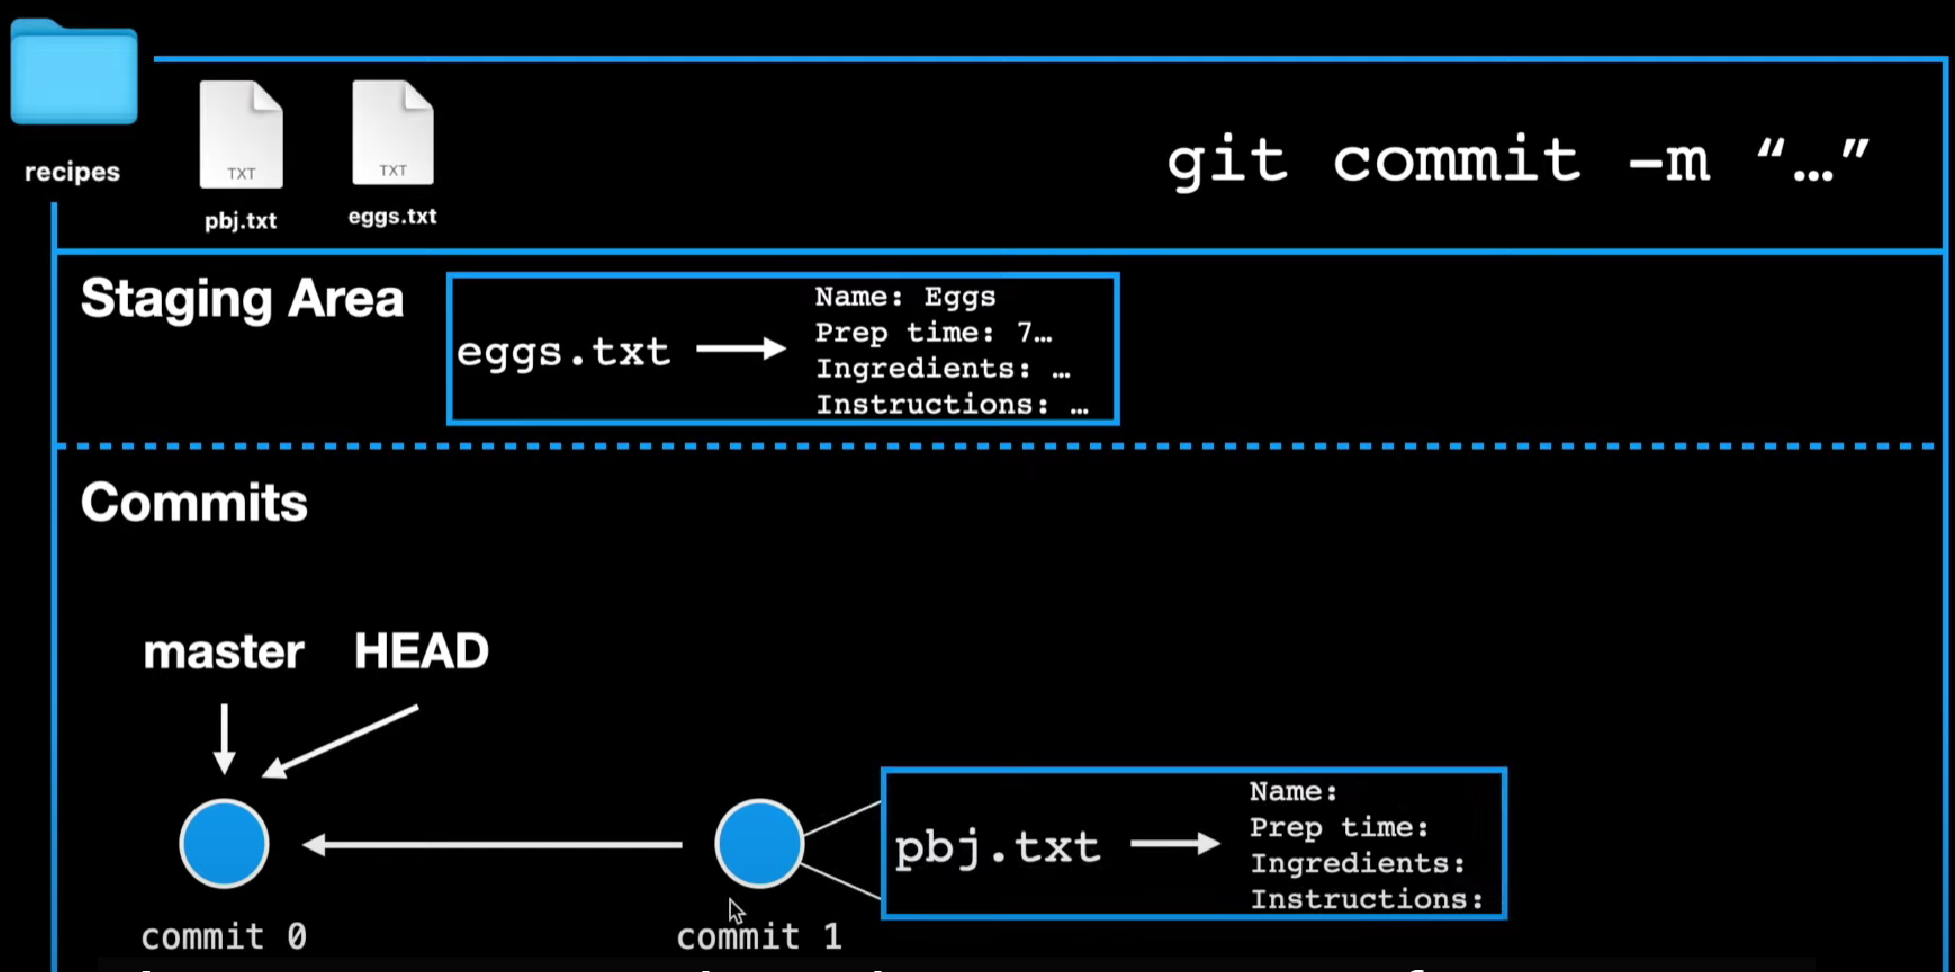 TXT
TXT
recipes
pbj.txt
eggs.txt
git commit -m “…”
Staging Area
eggs.txt
Name: Eggs
Prep time: 7…
Ingredients: …
Instructions: …
Commits
master
HEAD
pbj.txt
Name:
Prep time:
Ingredients:
Instructions:
commit 0
commit 1